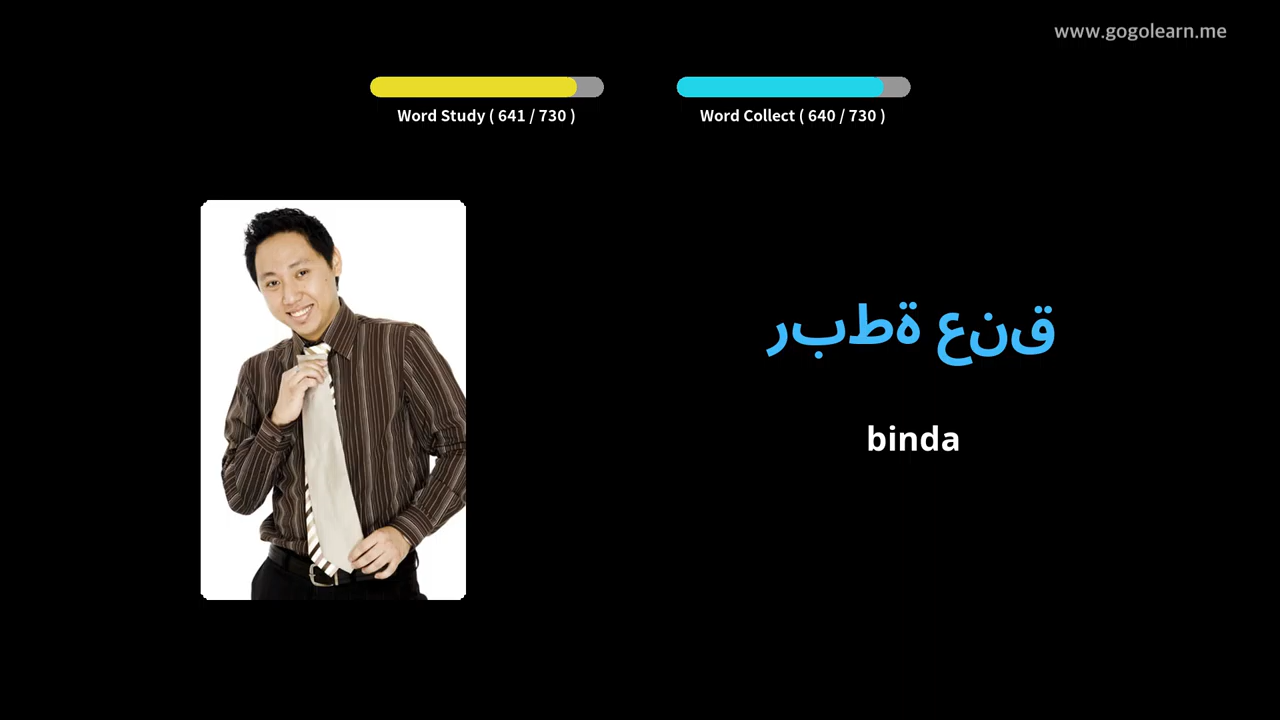 www.gogolearn.me
Word Study ( 641 / 730 )
Word Collect ( 640 / 730 )
ربطة عنق
binda